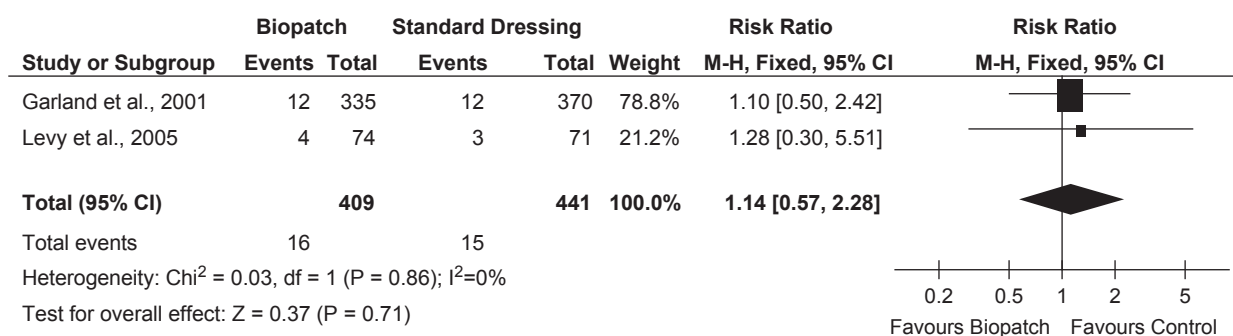 Biopatch Standard Dressing Risk Ratio Risk Ratio
Study or Subgroup Events Total Events Total Weight M-H, Fixed, 95% CI M-H, Fixed, 95% CI
Garland et al., 2001 12 335 12 370 78.8% 1.10 [0.50, 2.42]
Levy et al., 2005 4 74 3 71 21.2% 1.28 [0.30, 5.51]
Total (95% CI) 409 441 100.0% 1.14 [0.57, 2.28]
Total events 16 15
Heterogeneity: Chi² = 0.03, df = 1 (P = 0.86); I²=0%
Test for overall effect: Z = 0.37 (P = 0.71)
0.2 0.5 1 2 5
Favours Biopatch Favours Control